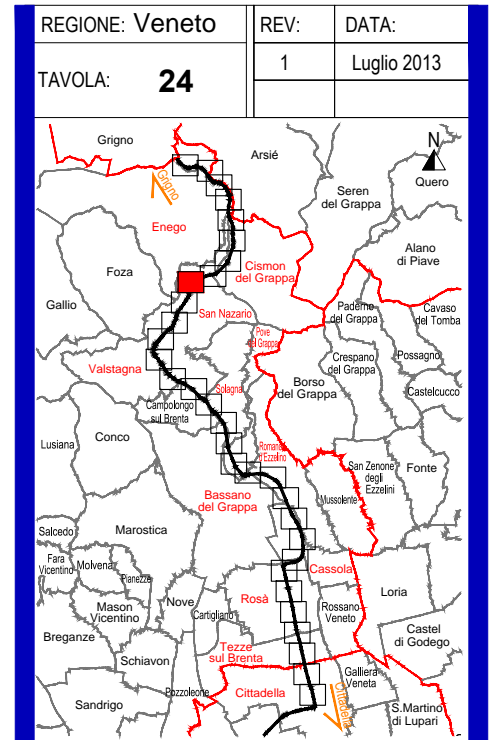 REGIONE: Veneto
REV:
DATA:
TAVOLA: 24
1
Luglio 2013
N
Grigno
Arsié
Grigno
Quero
Seren
del Grappa
Enego
Alano
di Piave
Cismon
del Grappa
Foza
Gallio
San Nazario
Paderno
del Grappa
Cavaso
del Tomba
Pove
del Grappa
Crespano
del Grappa
Possagno
Valstagna
Solagna
Borso
del Grappa
Castelcucco
Campolongo
sul Brenta
Lusiana
Conco
Romano
d'Ezzelino
San Zenone
degli
Ezzelini
Fonte
Bassano
del Grappa
Mussolente
Salcedo
Marostica
Fara
Vicentino
Molvena
Pianezze
Cassola
Loria
Mason
Vicentino
Nove
Cartigliano
Rosà
Rossano
Veneto
Breganze
Castel
di Godego
Schiavon
Tezze
sul Brenta
Galliera
Veneta
Pozzoleone
Cittadella
Cittadella
Sandrigo
S.Martino
di Lupari